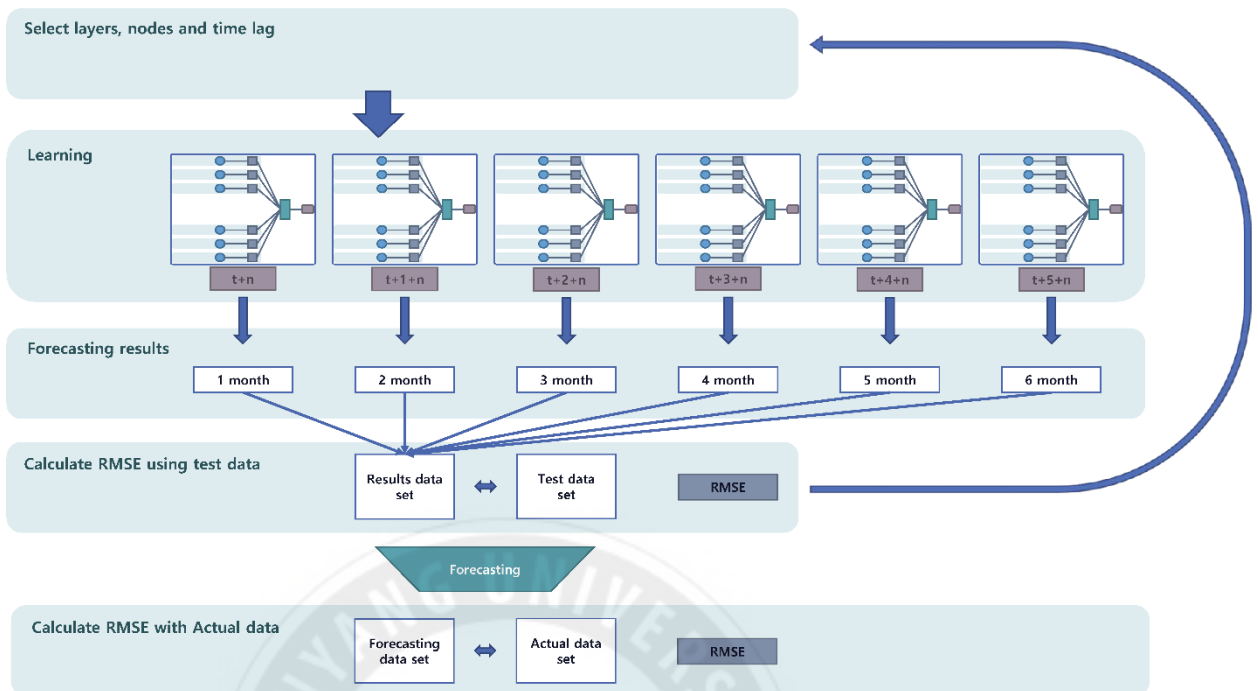 Select layers, nodes and time lag
Learning
t+n
t+1+n
t+2+n
t+3+n
t+4+n
t+5+n
Forecasting results
1 month
2 month
3 month
4 month
5 month
6 month
Calculate RMSE using test data
Results data
set
Test data
set
RMSE
Forecasting
YANG UNIVERS
Calculate RMSE with Actual data
Forecasting
data set
Actual data
set
RMSE